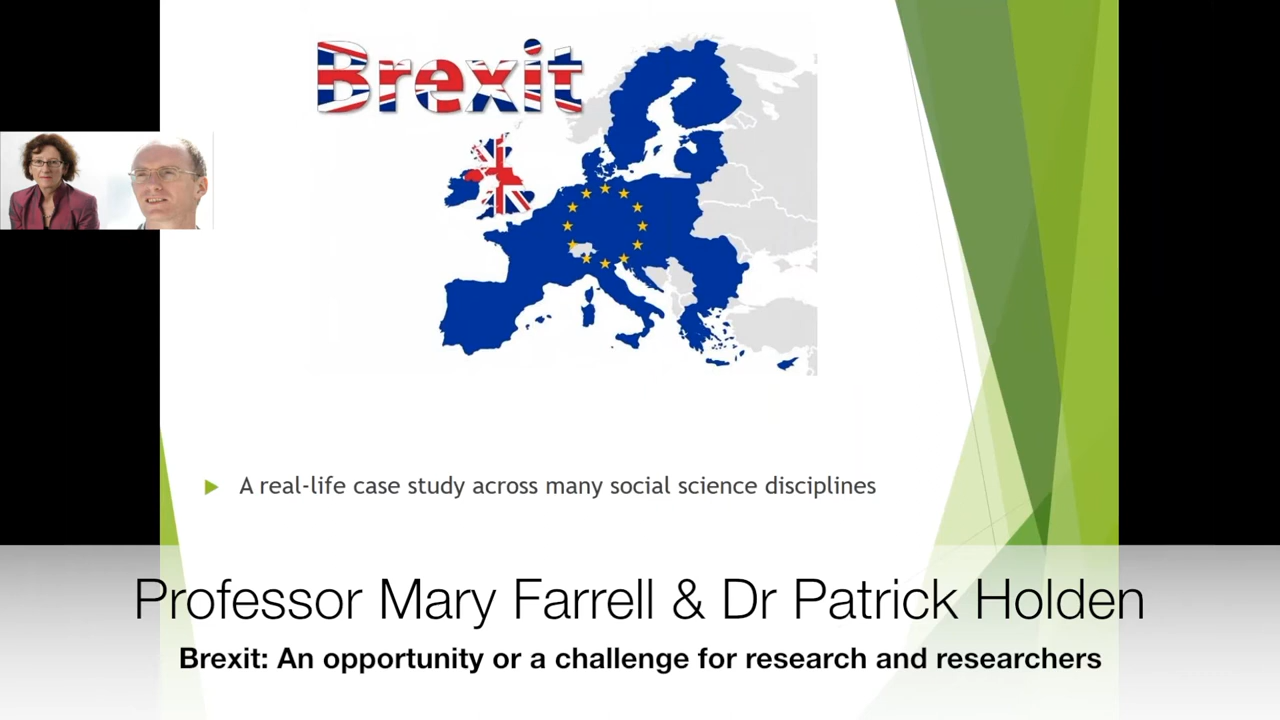 Brexit
A real-life case study across many social science disciplines
Professor Mary Farrell & Dr Patrick Holden
Brexit: An opportunity or a challenge for research and researchers